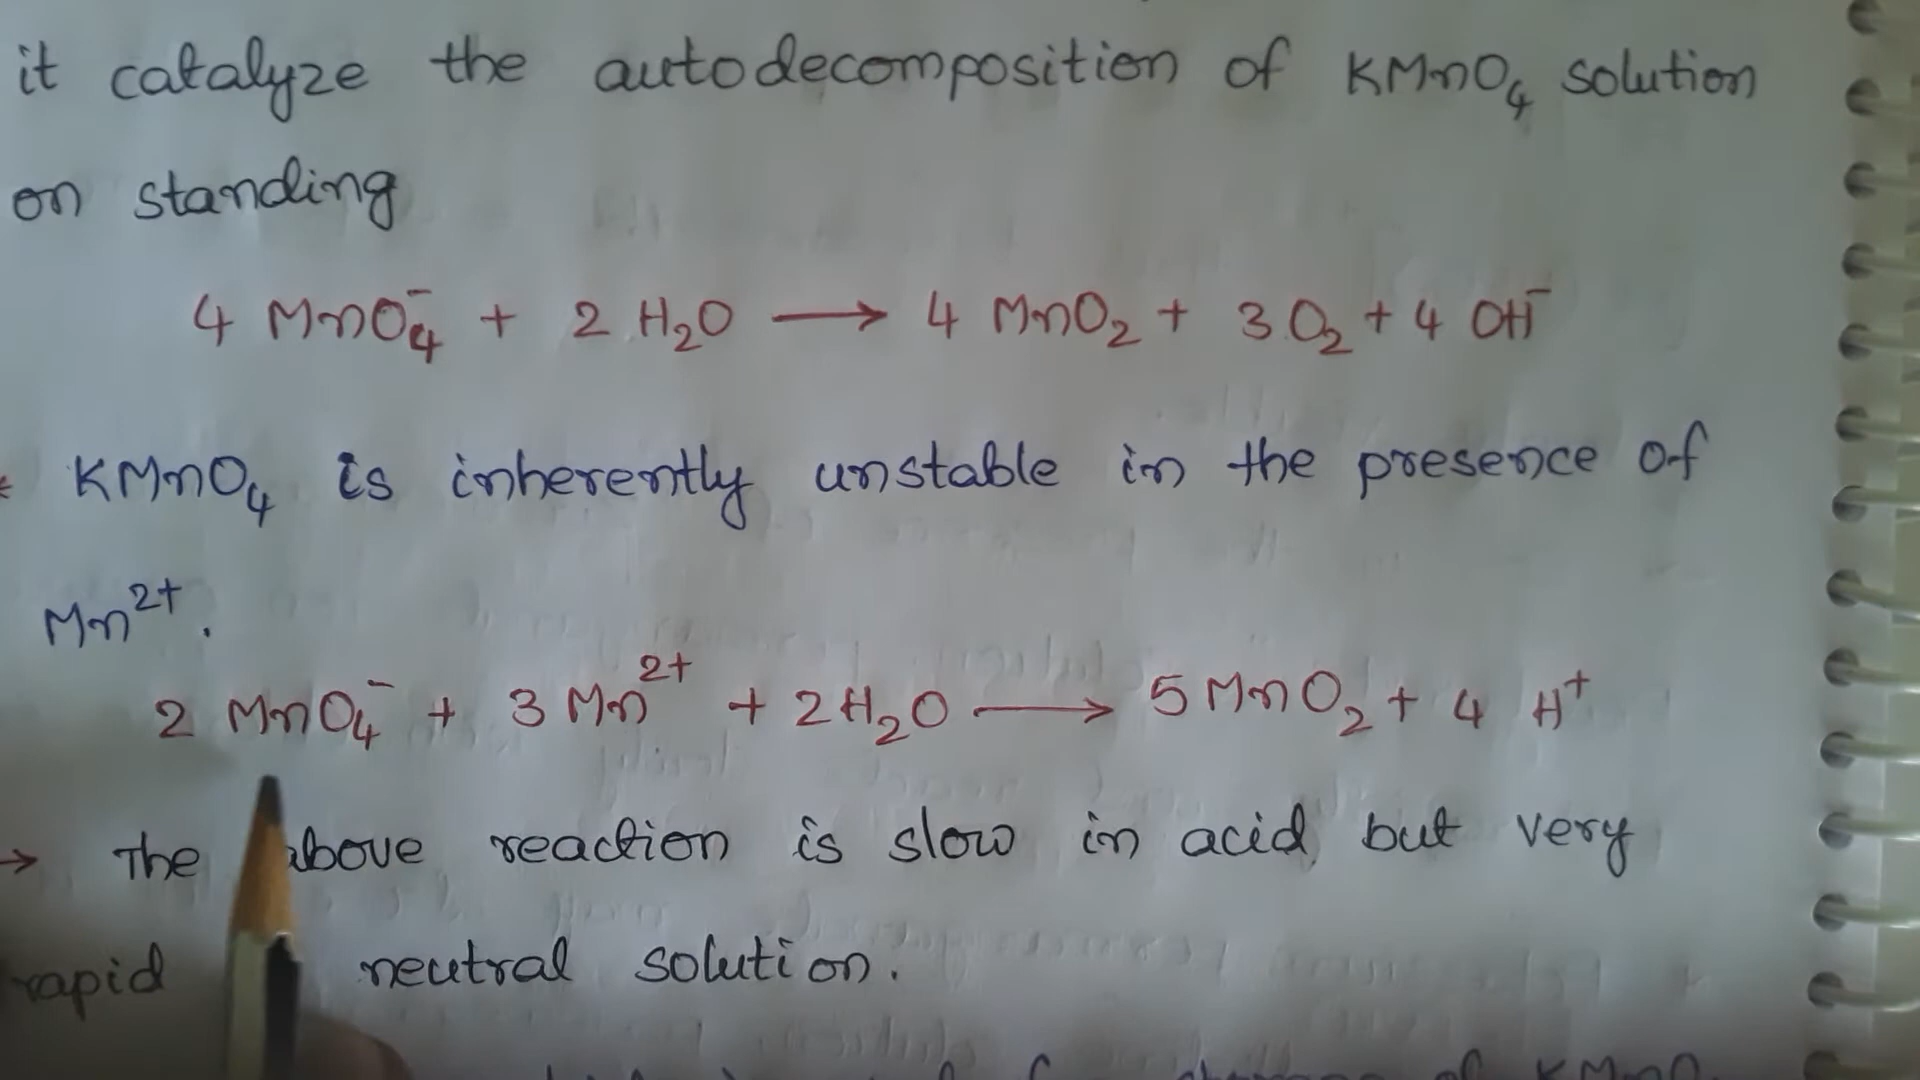 it catalyze the autodecomposition of KMnO₄ solution
on standing
4 MnO₄⁻ + 2 H₂O ⟶ 4 MnO₂ + 3 O₂ + 4 OH⁻
* KMnO₄ is inherently unstable in the presence of
Mn²⁺.
2 MnO₄⁻ + 3 Mn²⁺ + 2 H₂O ⟶ 5 MnO₂ + 4 H⁺
→ The above reaction is slow in acid, but very
rapid neutral solution.